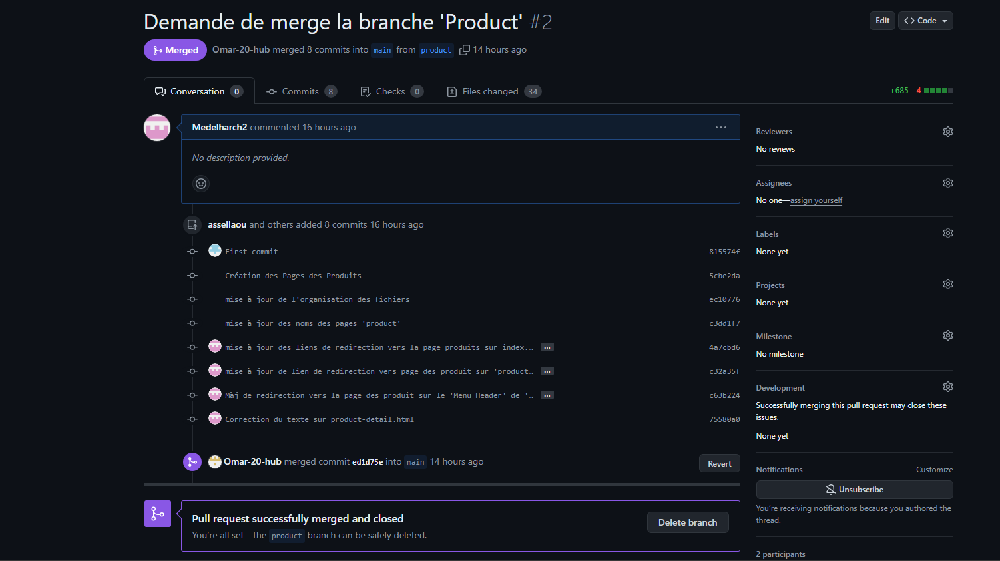 Demande de merge la branche 'Product' #2
Edit
Code
Merged
Omar-20-hub merged 8 commits into main from product 14 hours ago
Conversation 0
Commits 8
Checks 0
Files changed 34
+685 −4
Medelharch2 commented 16 hours ago
No description provided.
assellaou and others added 8 commits 16 hours ago
First commit 815574f
Création des Pages des Produits 5cbe2da
mise à jour de l'organisation des fichiers ec10776
mise à jour des noms des pages 'product' c3dd1f7
mise à jour des liens de redirection vers la page produits sur index.… … 4a7cbd6
mise à jour de lien de redirection vers page des produit sur 'product… … c32a35f
Màj de redirection vers la page des produit sur le 'Menu Header' de '… … c63b224
Correction du texte sur product-detail.html 75580a0
Omar-20-hub merged commit ed1d75e into main 14 hours ago
Revert
Pull request successfully merged and closed
You're all set—the product branch can be safely deleted.
Delete branch
Reviewers
No reviews
Assignees
No one—assign yourself
Labels
None yet
Projects
None yet
Milestone
No milestone
Development
Successfully merging this pull request may close these
issues.
None yet
Notifications
Customize
Unsubscribe
You're receiving notifications because you authored the
thread.
2 participants